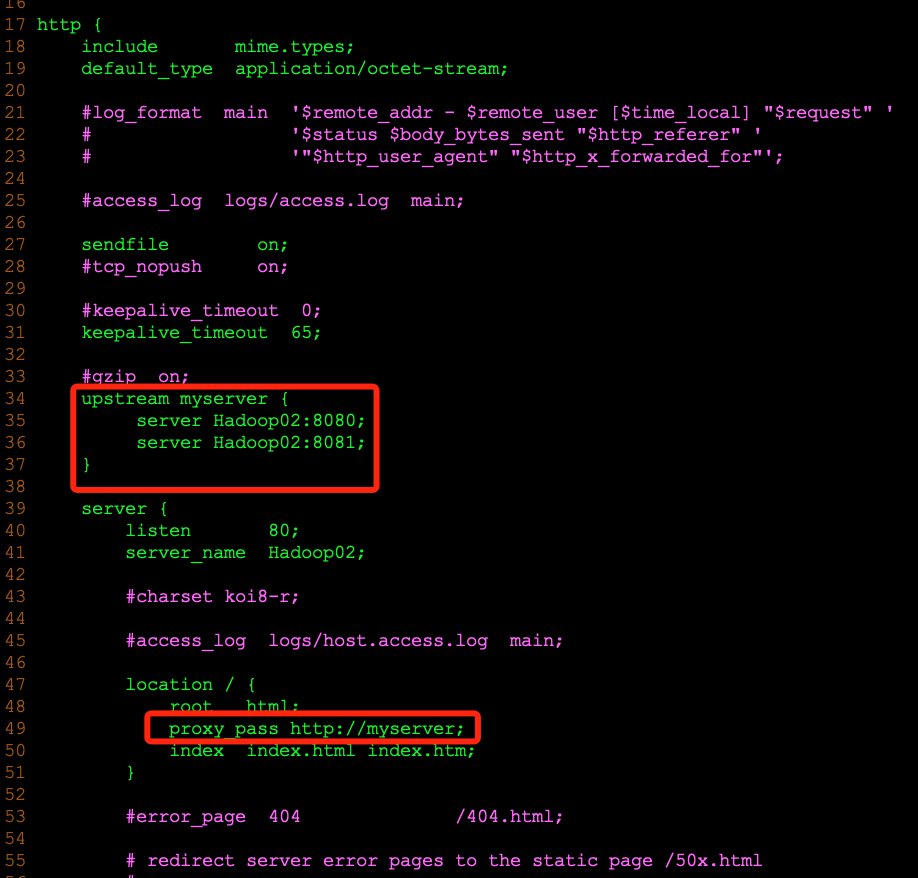 16
17 http {
18     include       mime.types;
19     default_type  application/octet-stream;
20
21     #log_format  main  '$remote_addr - $remote_user [$time_local] "$request" '
22     #                  '$status $body_bytes_sent "$http_referer" '
23     #                  '"$http_user_agent" "$http_x_forwarded_for"';
24
25     #access_log  logs/access.log  main;
26
27     sendfile        on;
28     #tcp_nopush     on;
29
30     #keepalive_timeout  0;
31     keepalive_timeout  65;
32
33     #gzip  on;
34     upstream myserver {
35          server Hadoop02:8080;
36          server Hadoop02:8081;
37     }
38
39     server {
40         listen       80;
41         server_name  Hadoop02;
42
43         #charset koi8-r;
44
45         #access_log  logs/host.access.log  main;
46
47         location / {
48             root   html;
49             proxy_pass http://myserver;
50             index  index.html index.htm;
51         }
52
53         #error_page  404              /404.html;
54
55         # redirect server error pages to the static page /50x.html
56         #